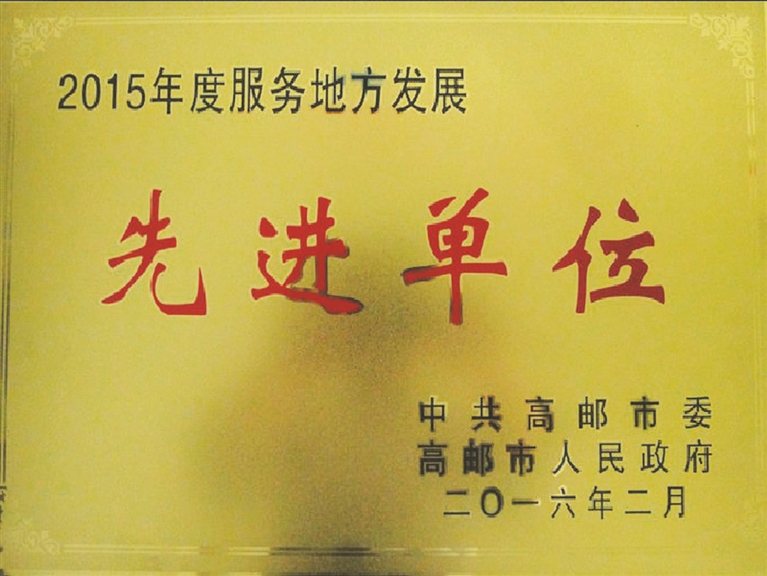 2015年度服务地方发展
先进单位
中共高邮市委
高邮市人民政府
二〇一六年二月